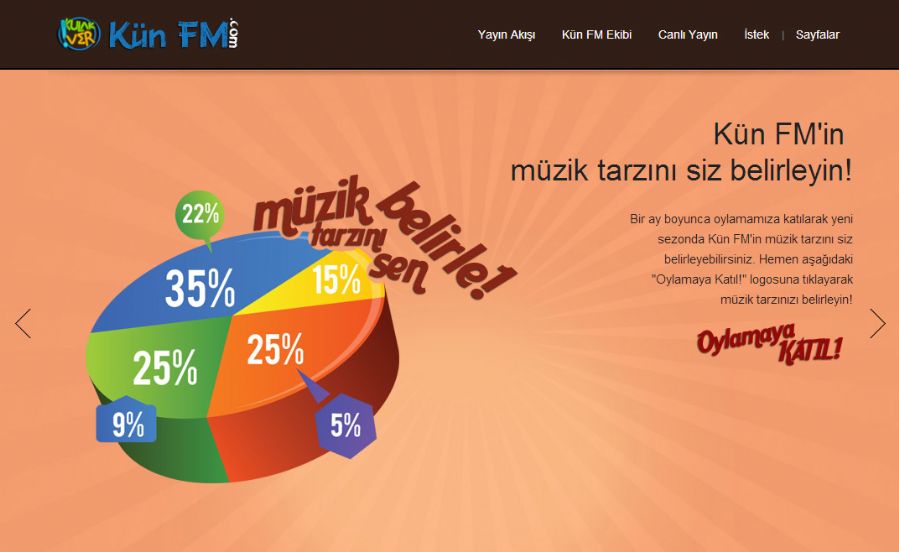 KULAK
VER!
Kün FM.com
Yayın Akışı
Kün FM Ekibi
Canlı Yayın
İstek
|
Sayfalar
Kün FM'in
müzik tarzını siz belirleyin!
Bir ay boyunca oylamamıza katılarak yeni
sezonda Kün FM'in müzik tarzını siz
belirleyebilirsiniz. Hemen aşağıdaki
"Oylamaya Katıl!" logosuna tıklayarak
müzik tarzınızı belirleyin!
Oylamaya
KATIL!
müzik
tarzını
sen
belirle!
22%
35%
15%
25%
25%
9%
5%